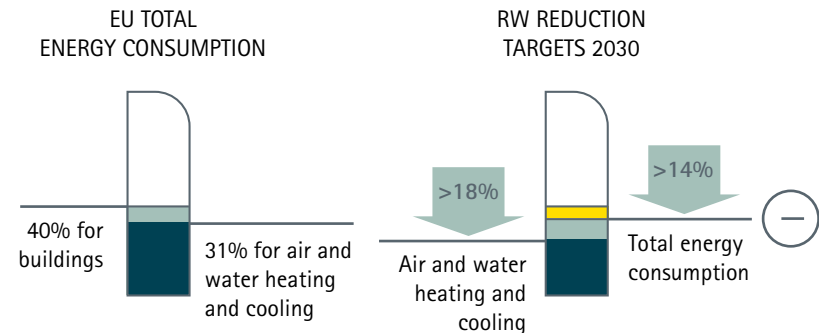 EU TOTAL
ENERGY CONSUMPTION
40% for
buildings
31% for air and
water heating
and cooling
RW REDUCTION
TARGETS 2030
>18%
>14%
Air and water
heating and
cooling
Total energy
consumption